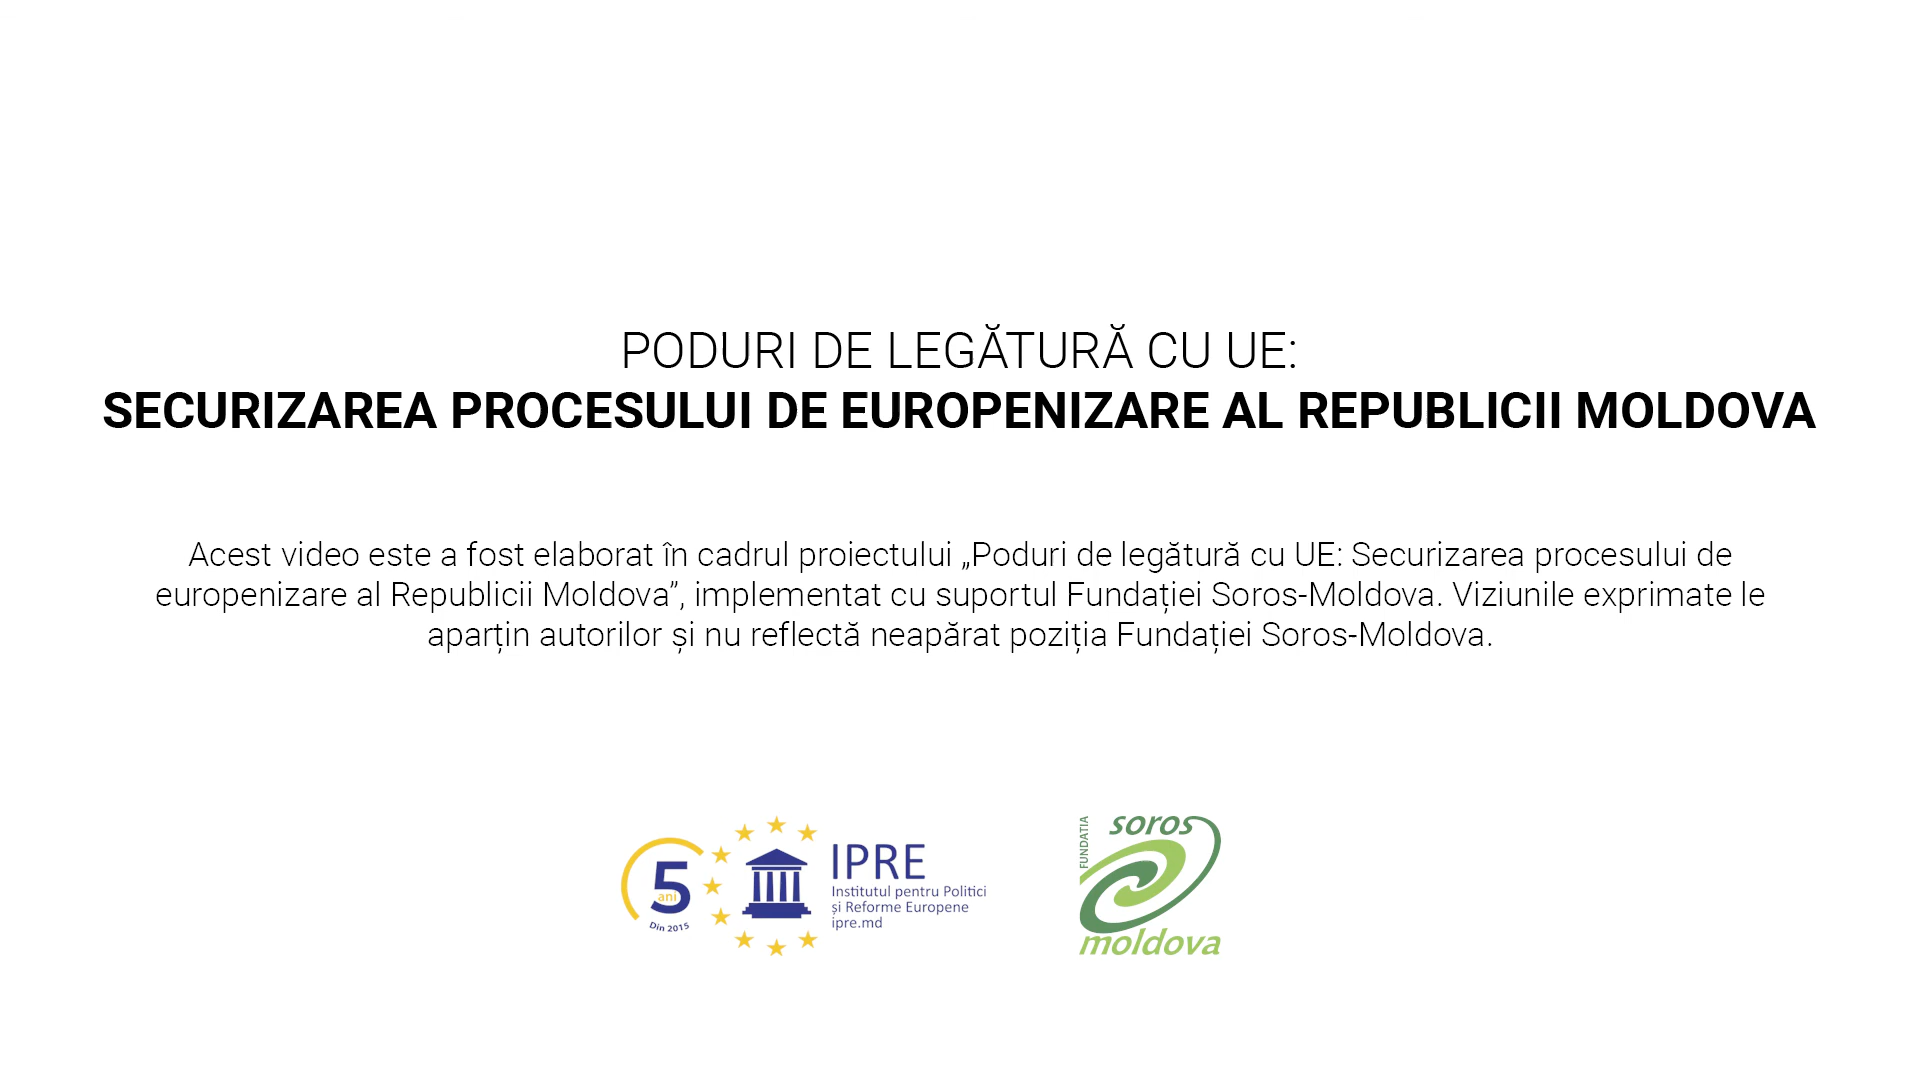 PODURI DE LEGĂTURĂ CU UE:
SECURIZAREA PROCESULUI DE EUROPENIZARE AL REPUBLICII MOLDOVA
Acest video este a fost elaborat în cadrul proiectului „Poduri de legătură cu UE: Securizarea procesului de
europenizare al Republicii Moldova”, implementat cu suportul Fundației Soros-Moldova. Viziunile exprimate le
aparțin autorilor și nu reflectă neapărat poziția Fundației Soros-Moldova.
5
ani
Din 2015
IPRE
Institutul pentru Politici
și Reforme Europene
ipre.md
FUNDATIA
soros
moldova